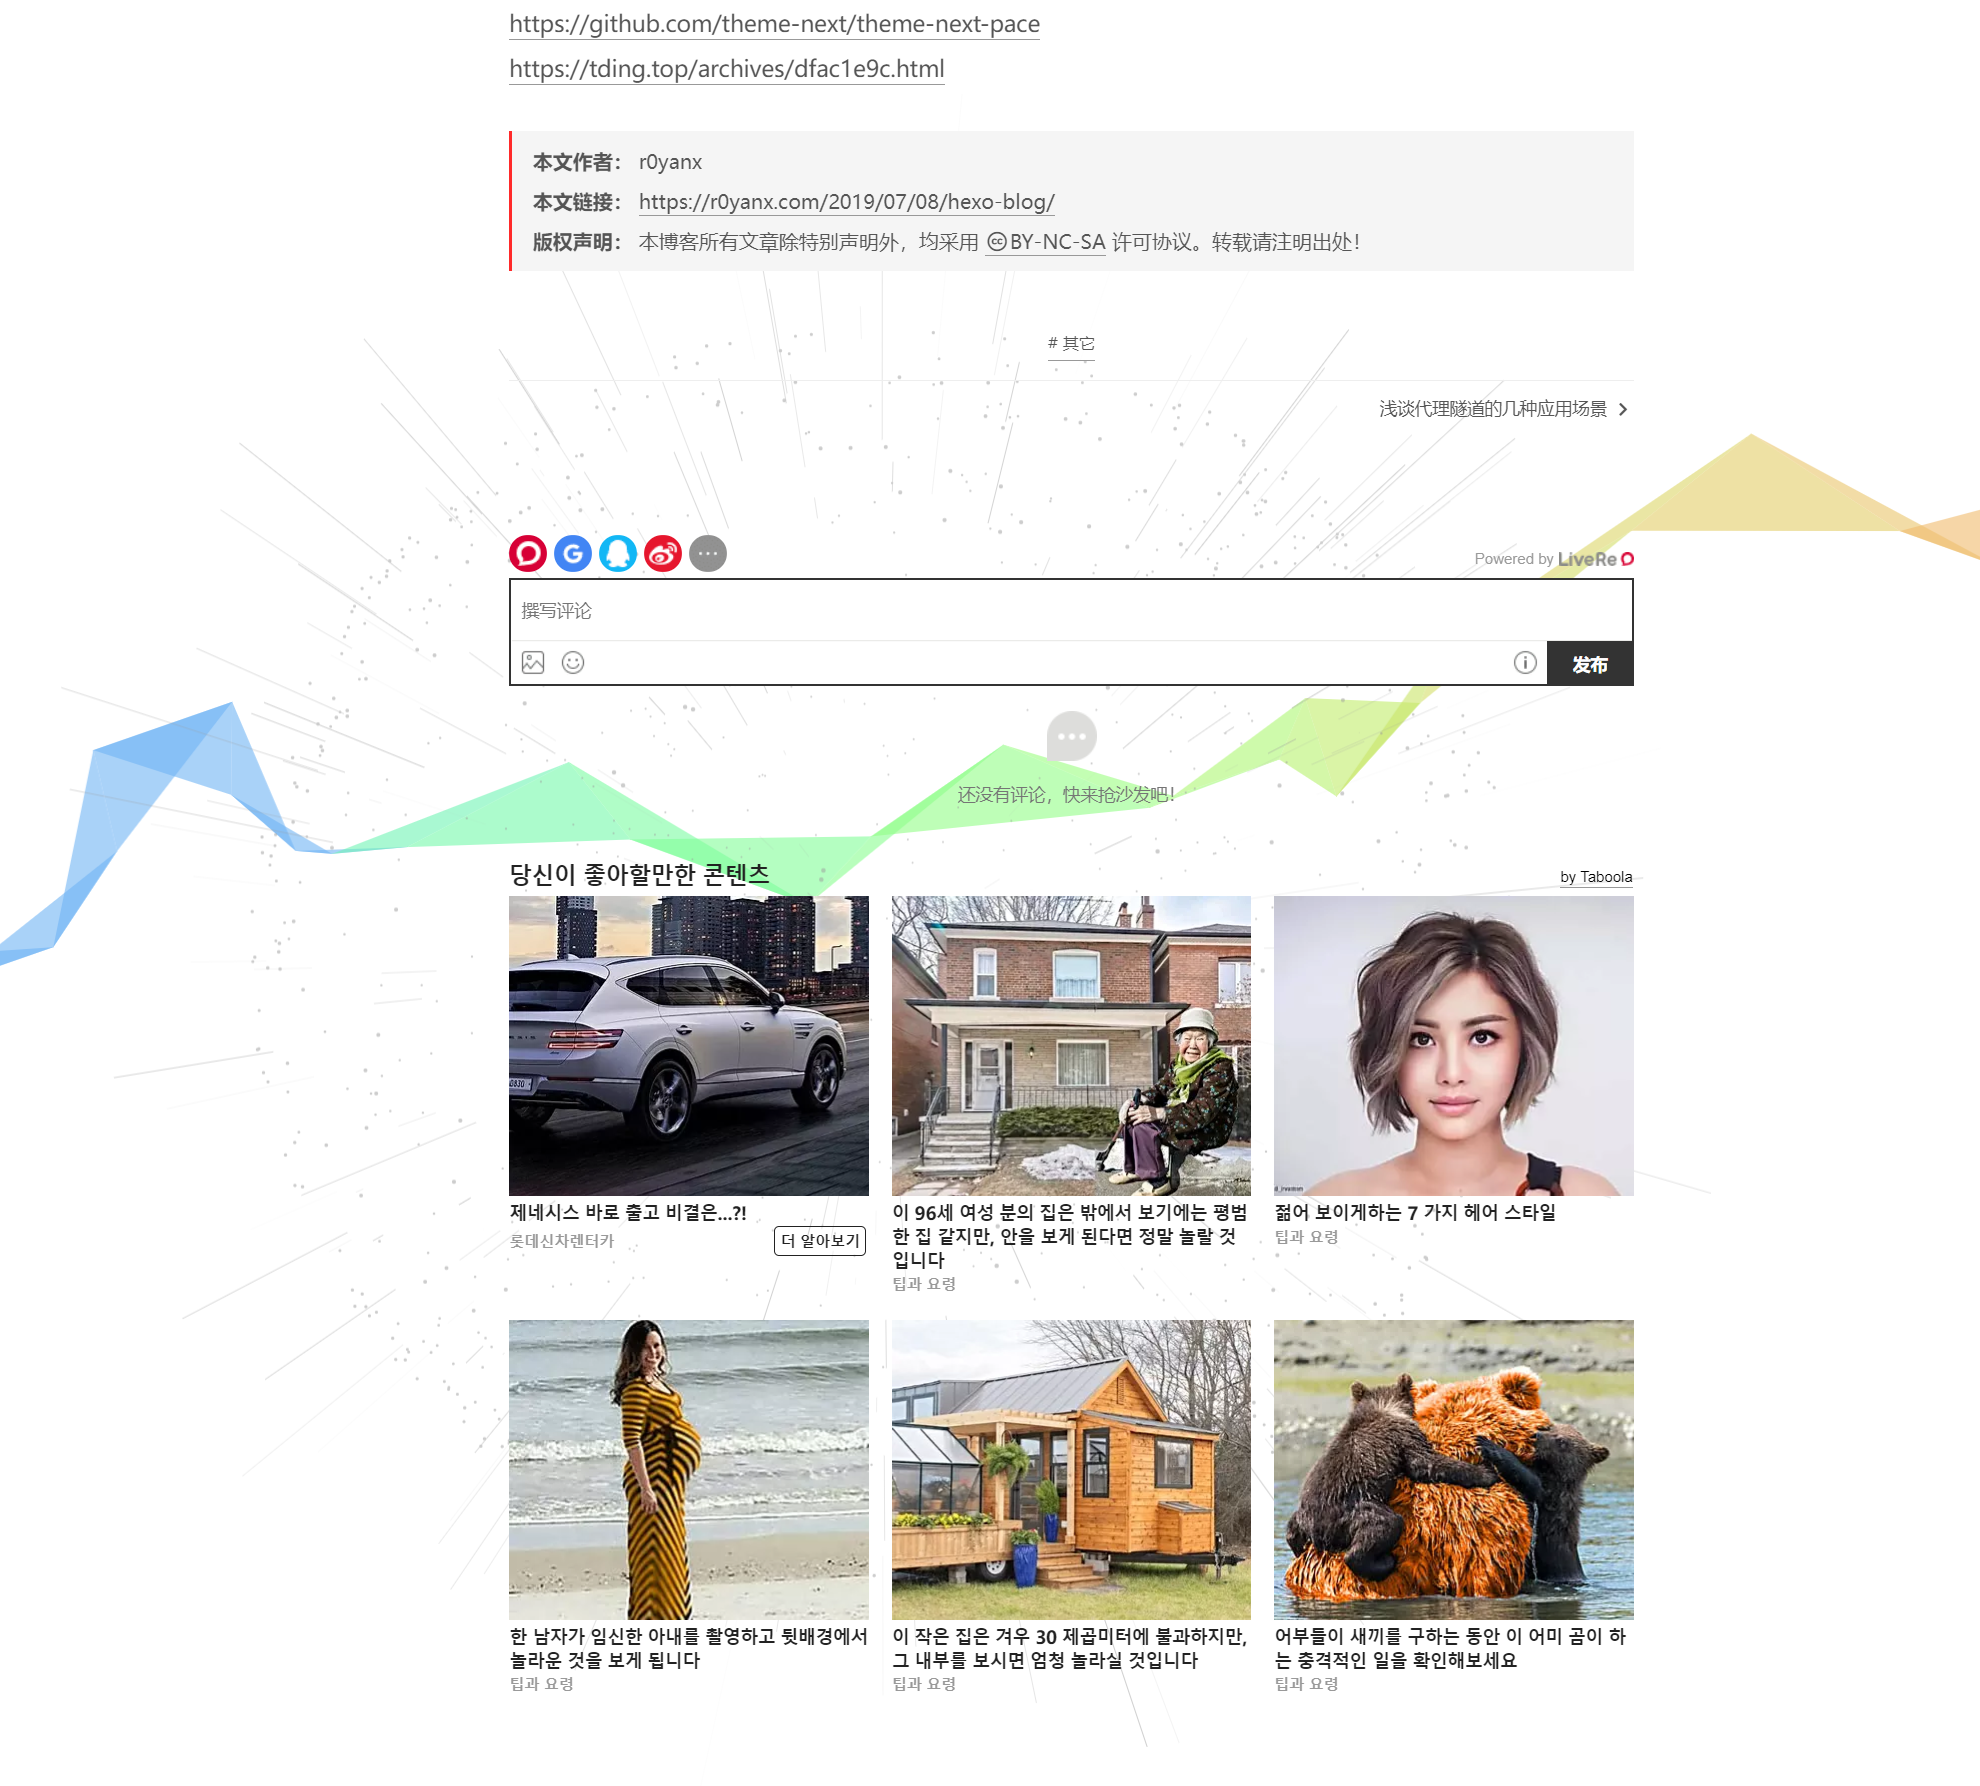 https://github.com/theme-next/theme-next-pace
https://tding.top/archives/dfac1e9c.html
本文作者： r0yanx
本文链接： https://r0yanx.com/2019/07/08/hexo-blog/
版权声明： 本博客所有文章除特别声明外，均采用 BY-NC-SA 许可协议。转载请注明出处！
# 其它
浅谈代理隧道的几种应用场景
Powered by LiveRe
撰写评论
发布
还没有评论，快来抢沙发吧！
당신이 좋아할만한 콘텐츠
by Taboola
제네시스 바로 출고 비결은...?!
롯데신차렌터카
더 알아보기
이 96세 여성 분의 집은 밖에서 보기에는 평범
한 집 같지만, 안을 보게 된다면 정말 놀랄 것
입니다
팁과 요령
젊어 보이게하는 7 가지 헤어 스타일
팁과 요령
한 남자가 임신한 아내를 촬영하고 뒷배경에서
놀라운 것을 보게 됩니다
팁과 요령
이 작은 집은 겨우 30 제곱미터에 불과하지만,
그 내부를 보시면 엄청 놀라실 것입니다
팁과 요령
어부들이 새끼를 구하는 동안 이 어미 곰이 하
는 충격적인 일을 확인해보세요
팁과 요령